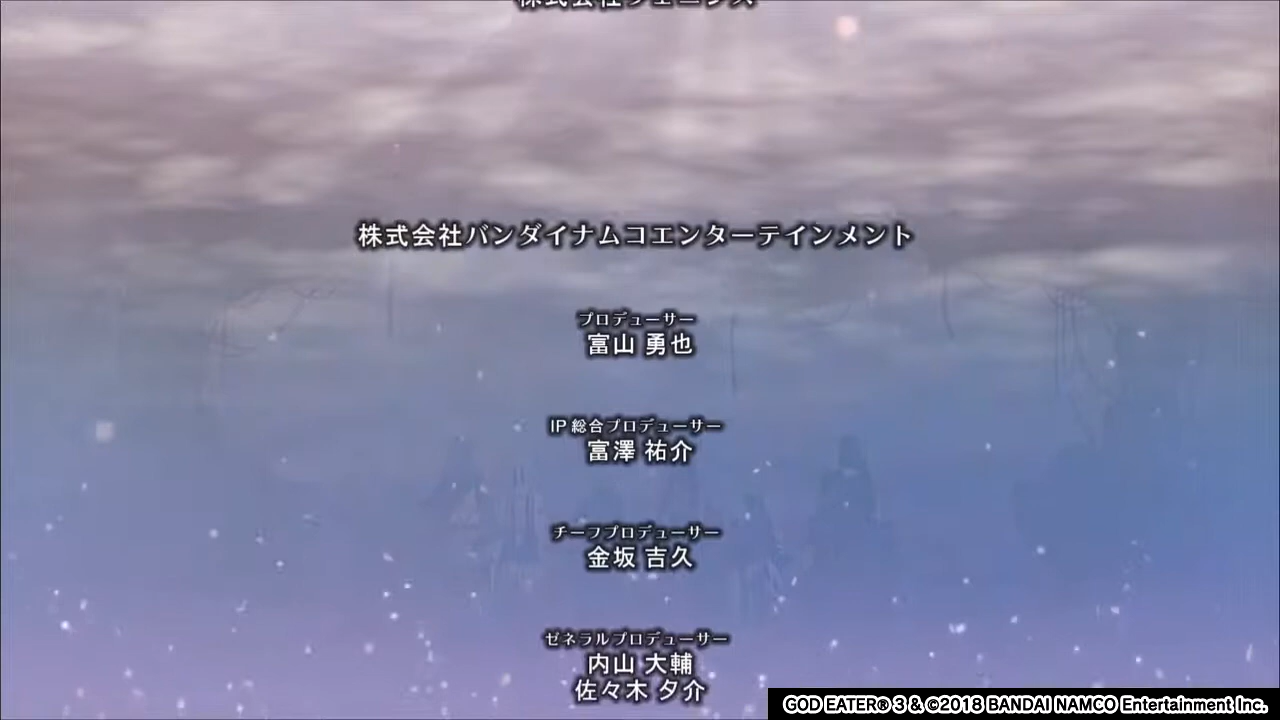 株式会社バンダイナムコエンターテインメント
プロデューサー
富山 勇也
IP 総合プロデューサー
富澤 祐介
チーフプロデューサー
金坂 吉久
ゼネラルプロデューサー
内山 大輔
佐々木 夕介
GOD EATER® 3 & ©2018 BANDAI NAMCO Entertainment Inc.